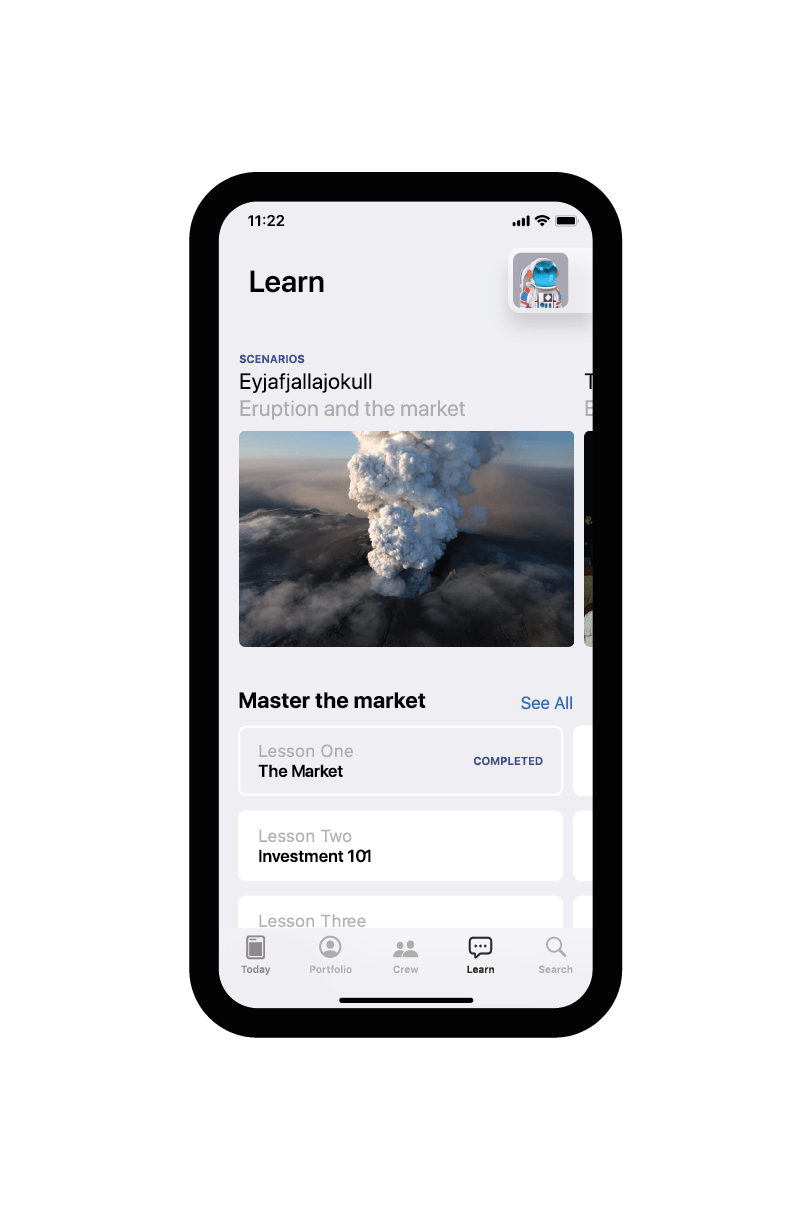 11:22
Learn
SCENARIOS
Eyjafjallajokull
Eruption and the market
Master the market
See All
Lesson One
The Market
COMPLETED
Lesson Two
Investment 101
Lesson Three
Today
Portfolio
Crew
Learn
Search